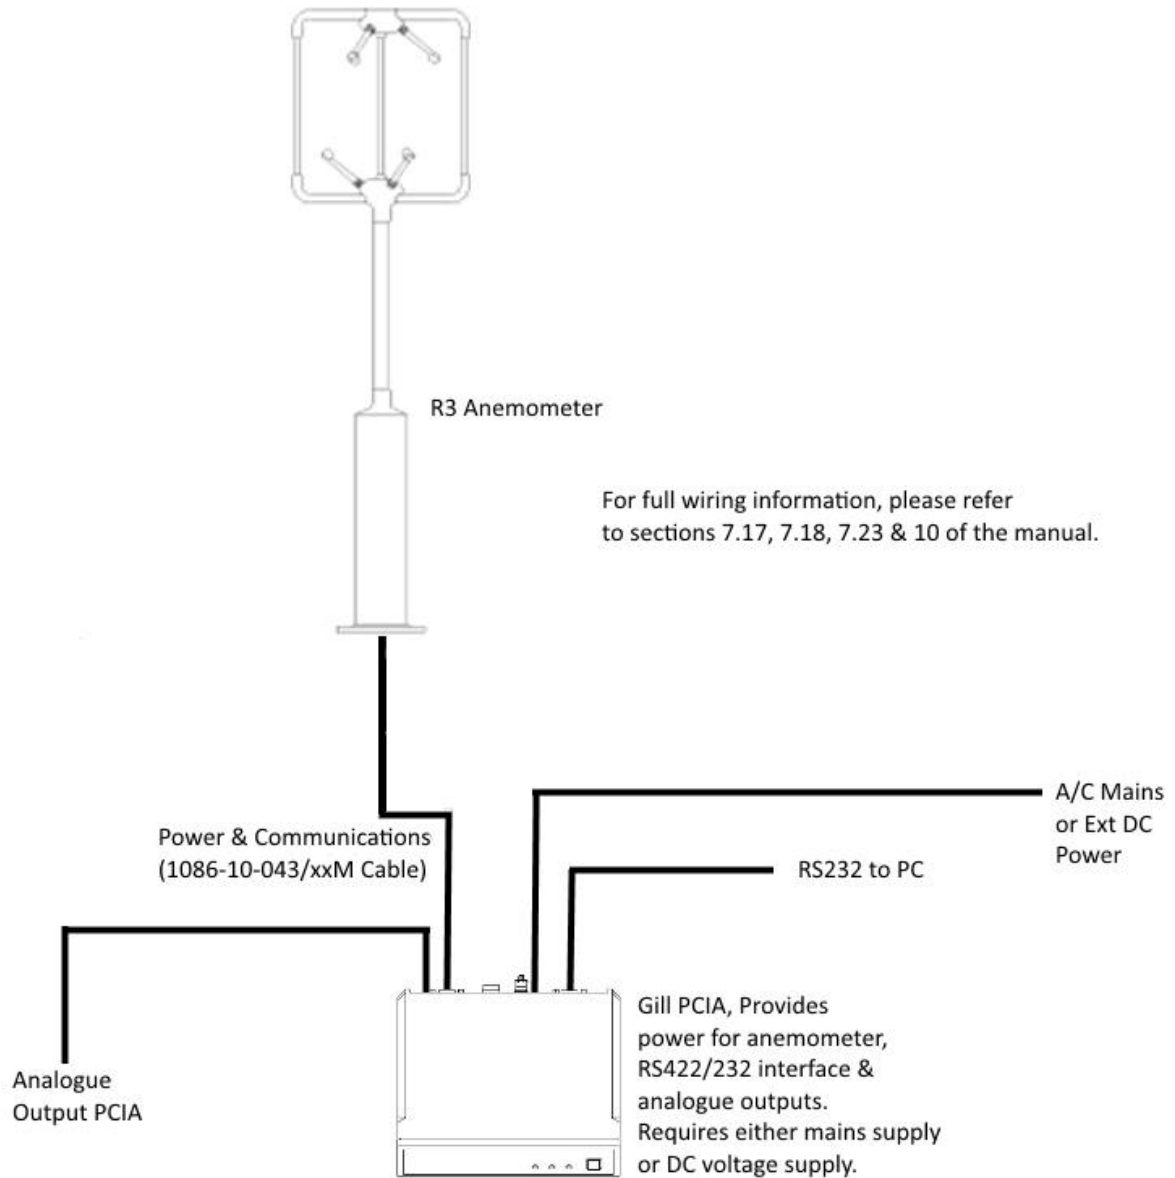 R3 Anemometer
For full wiring information, please refer
to sections 7.17, 7.18, 7.23 & 10 of the manual.
A/C Mains
or Ext DC
Power
Power & Communications
(1086-10-043/xxM Cable)
RS232 to PC
Gill PCIA, Provides
power for anemometer,
RS422/232 interface &
analogue outputs.
Requires either mains supply
or DC voltage supply.
Analogue
Output PCIA